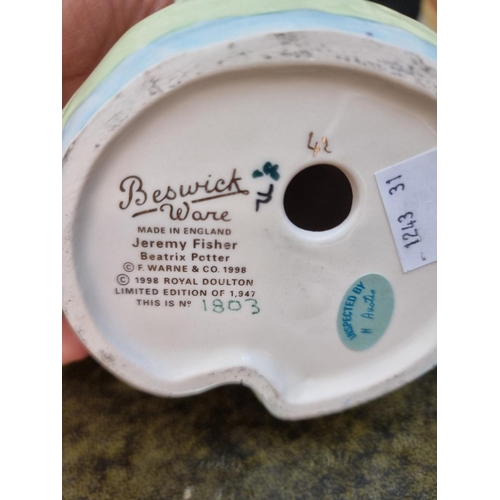 Beswick
Ware
MADE IN ENGLAND
Jeremy Fisher
Beatrix Potter
© F. WARNE & CO. 1998
© 1998 ROYAL DOULTON
LIMITED EDITION OF 1,947
THIS IS Nº 1803
42
1243 31
INSPECTED BY
H Austin